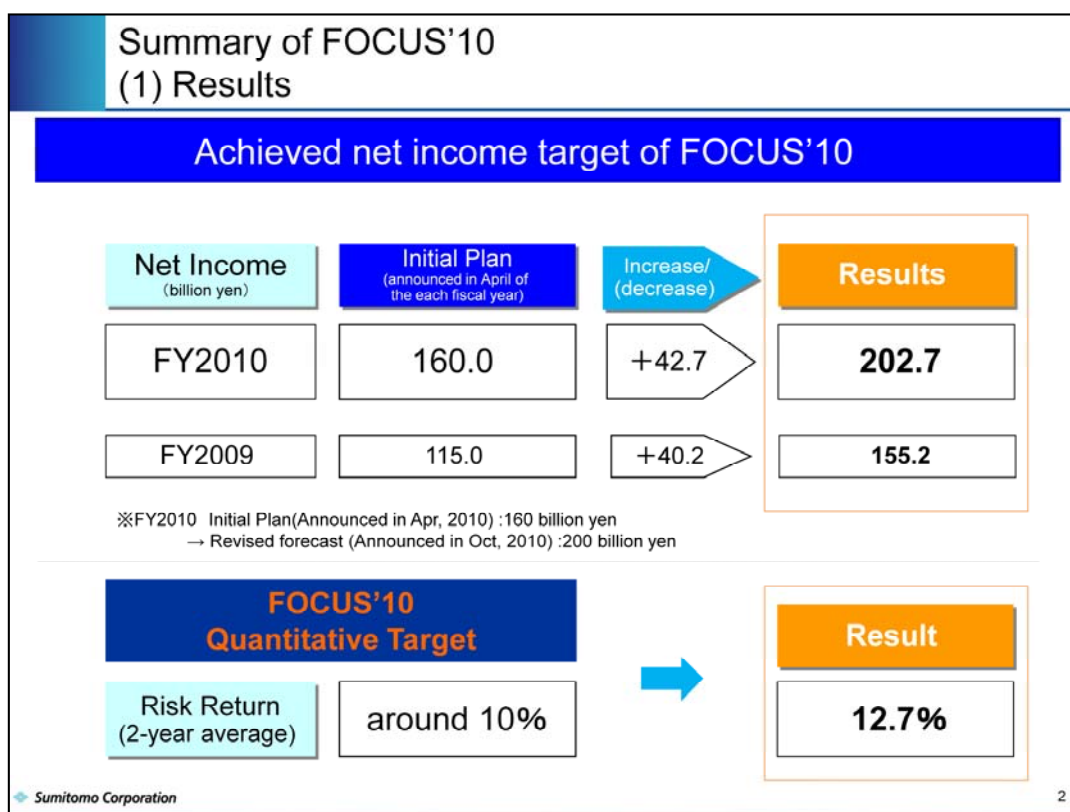 Summary of FOCUS’10
(1) Results
Achieved net income target of FOCUS’10
Net Income
（billion yen）
Initial Plan
(announced in April of
the each fiscal year)
Increase/
(decrease)
Results
FY2010
160.0
＋42.7
202.7
FY2009
115.0
＋40.2
155.2
※FY2010 Initial Plan(Announced in Apr, 2010) :160 billion yen
→ Revised forecast (Announced in Oct, 2010) :200 billion yen
FOCUS’10
Quantitative Target
Result
Risk Return
(2-year average)
around 10%
12.7%
Sumitomo Corporation
2